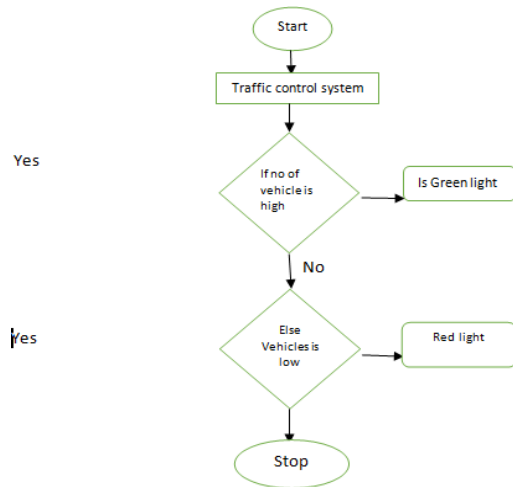 Start
Traffic control system
Yes
If no of
vehicle is
high
Is Green light
No
Yes
Else
Vehicles is
low
Red light
Stop